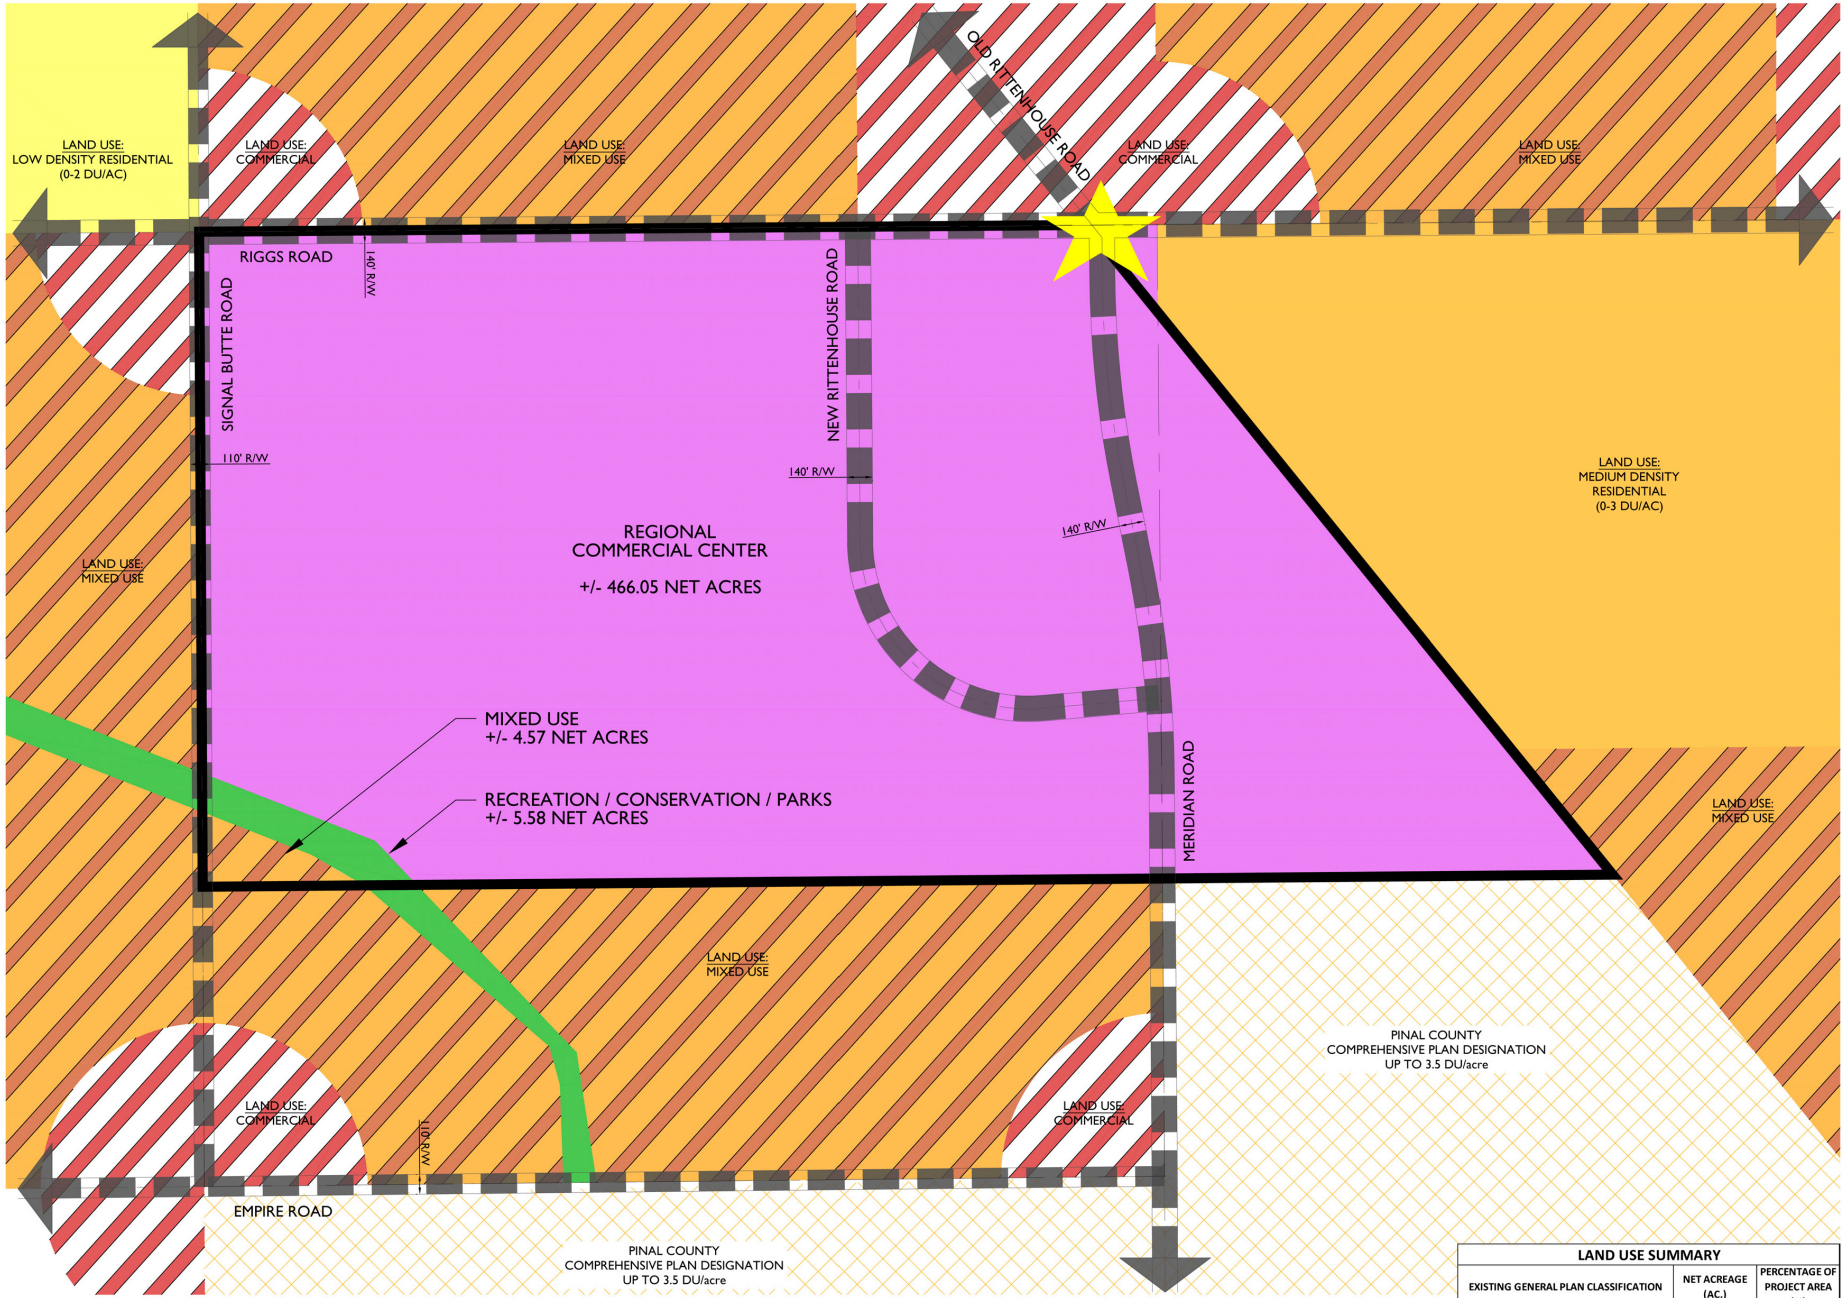 OLD RITTENHOUSE ROAD
LAND USE:
LOW DENSITY RESIDENTIAL
(0-2 DU/AC)
LAND USE:
COMMERCIAL
LAND USE:
MIXED USE
LAND USE:
COMMERCIAL
LAND USE:
MIXED USE
RIGGS ROAD
140' R/W
SIGNAL BUTTE ROAD
110' R/W
NEW RITTENHOUSE ROAD
140' R/W
140' R/W
LAND USE:
MEDIUM DENSITY
RESIDENTIAL
(0-3 DU/AC)
REGIONAL
COMMERCIAL CENTER
+/- 466.05 NET ACRES
LAND USE:
MIXED USE
MIXED USE
+/- 4.57 NET ACRES
RECREATION / CONSERVATION / PARKS
+/- 5.58 NET ACRES
MERIDIAN ROAD
LAND USE:
MIXED USE
LAND USE:
MIXED USE
PINAL COUNTY
COMPREHENSIVE PLAN DESIGNATION
UP TO 3.5 DU/acre
LAND USE:
COMMERCIAL
110' R/W
LAND USE:
COMMERCIAL
EMPIRE ROAD
PINAL COUNTY
COMPREHENSIVE PLAN DESIGNATION
UP TO 3.5 DU/acre
LAND USE SUMMARY
EXISTING GENERAL PLAN CLASSIFICATION
NET ACREAGE
(AC.)
PERCENTAGE OF
PROJECT AREA